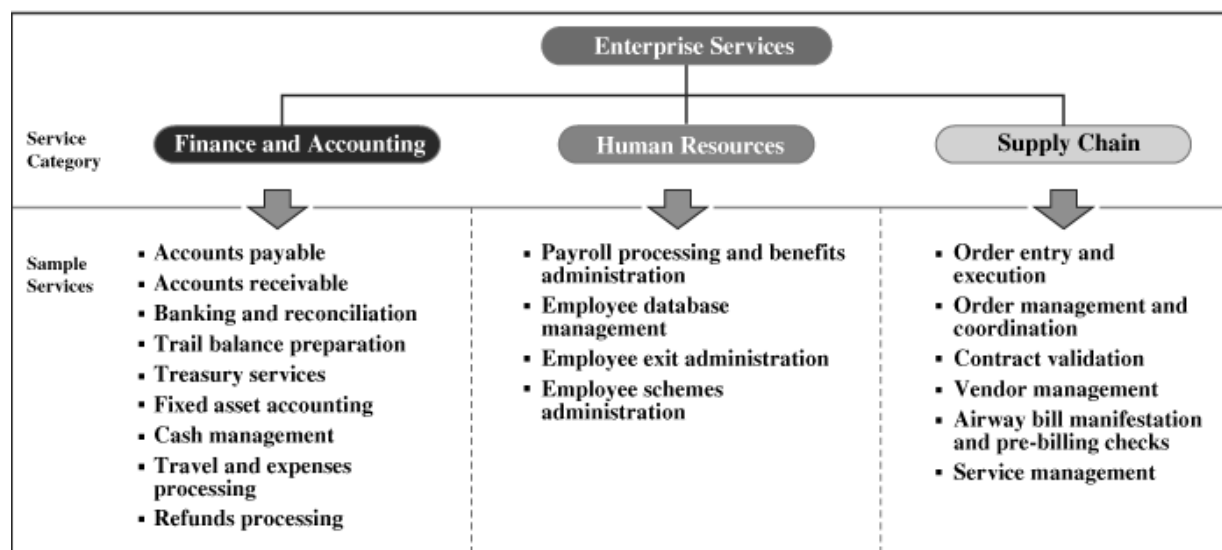 Enterprise Services
Service
Category
Finance and Accounting
Human Resources
Supply Chain
Sample
Services
▪ Accounts payable
▪ Accounts receivable
▪ Banking and reconciliation
▪ Trail balance preparation
▪ Treasury services
▪ Fixed asset accounting
▪ Cash management
▪ Travel and expenses
processing
▪ Refunds processing
▪ Payroll processing and benefits
administration
▪ Employee database
management
▪ Employee exit administration
▪ Employee schemes
administration
▪ Order entry and
execution
▪ Order management and
coordination
▪ Contract validation
▪ Vendor management
▪ Airway bill manifestation
and pre-billing checks
▪ Service management